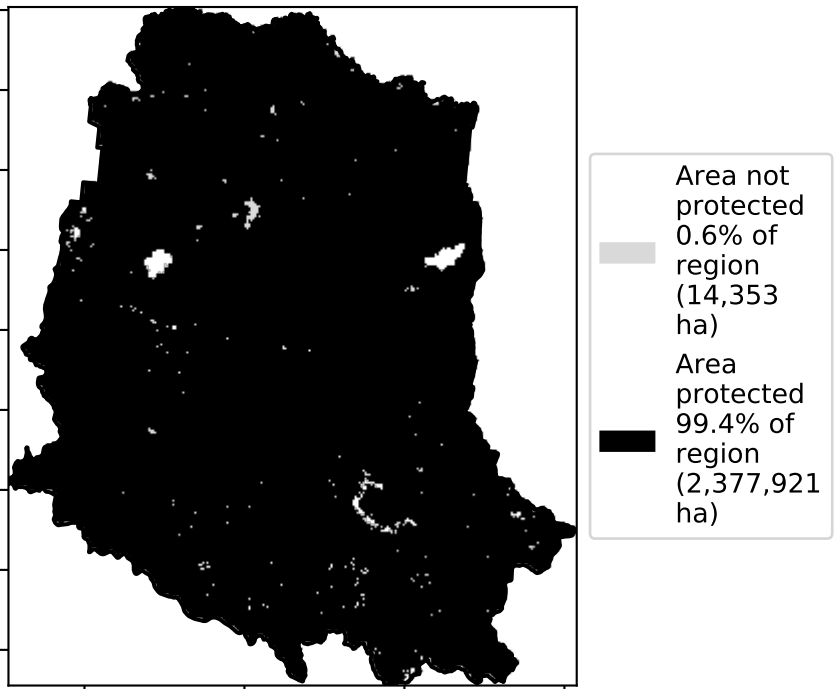 Area not
protected
0.6% of
region
(14,353
ha)
Area
protected
99.4% of
region
(2,377,921
ha)